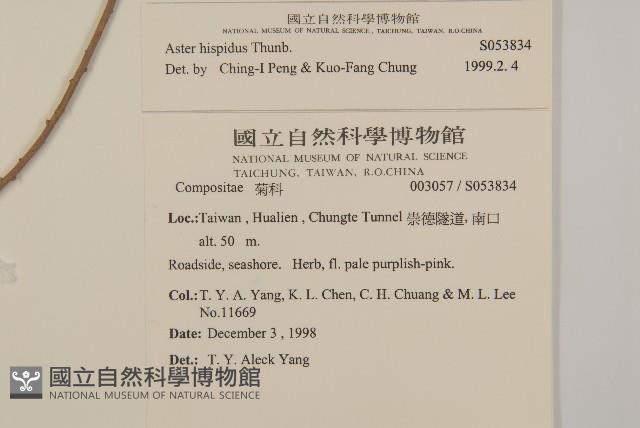 國立自然科學博物館
NATIONAL MUSEUM OF NATURAL SCIENCE , TAICHUNG, TAIWAN, R.O.CHINA
Aster hispidus Thunb. S053834
Det. by Ching-I Peng & Kuo-Fang Chung 1999.2. 4
國立自然科學博物館
NATIONAL MUSEUM OF NATURAL SCIENCE
TAICHUNG, TAIWAN, R.O.CHINA
Compositae 菊科 003057 / S053834
Loc.:Taiwan , Hualien , Chungte Tunnel 崇德隧道, 南口
alt. 50 m.
Roadside, seashore. Herb, fl. pale purplish-pink.
Col.: T. Y. A. Yang, K. L. Chen, C. H. Chuang & M. L. Lee
No.11669
Date: December 3 , 1998
Det.: T. Y. Aleck Yang
國立自然科學博物館
NATIONAL MUSEUM OF NATURAL SCIENCE